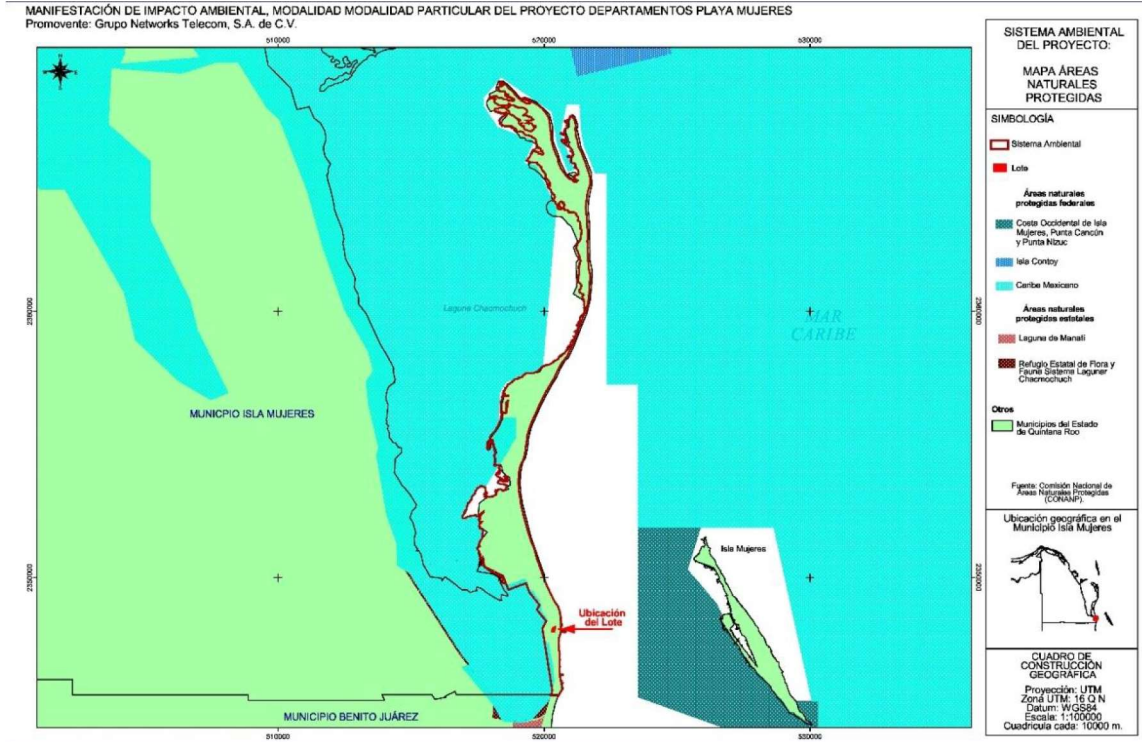 MANIFESTACIÓN DE IMPACTO AMBIENTAL, MODALIDAD MODALIDAD PARTICULAR DEL PROYECTO DEPARTAMENTOS PLAYA MUJERES
Promovente: Grupo Networks Telecom, S.A. de C.V.
510000
520000
530000
2360000
2360000
Laguna Chacmochuch
MAR
CARIBE
MUNICPIO ISLA MUJERES
Isla Mujeres
2350000
2350000
Ubicación
del Lote
MUNICIPIO BENITO JUÁREZ
510000
520000
530000
SISTEMA AMBIENTAL
DEL PROYECTO:
MAPA ÁREAS
NATURALES
PROTEGIDAS
SIMBOLOGÍA
Sistema Ambiental
Lote
Áreas naturales
protegidas federales
Costa Occidental de Isla
Mujeres, Punta Cancún
y Punta Nizuc
Isla Contoy
Caribe Mexicano
Áreas naturales
protegidas estatales
Laguna de Manatí
Refugio Estatal de Flora y
Fauna Sistema Lagunar
Chacmochuch
Otros
Municipios del Estado
de Quintana Roo
Fuente: Comisión Nacional de
Áreas Naturales Protegidas
(CONANP).
Ubicación geográfica en el
Municipio Isla Mujeres
CUADRO DE
CONSTRUCCIÓN
GEOGRÁFICA
Proyección: UTM
Zona UTM: 16 Q N
Datum: WGS84
Escala: 1:100000
Cuadrícula cada: 10000 m.